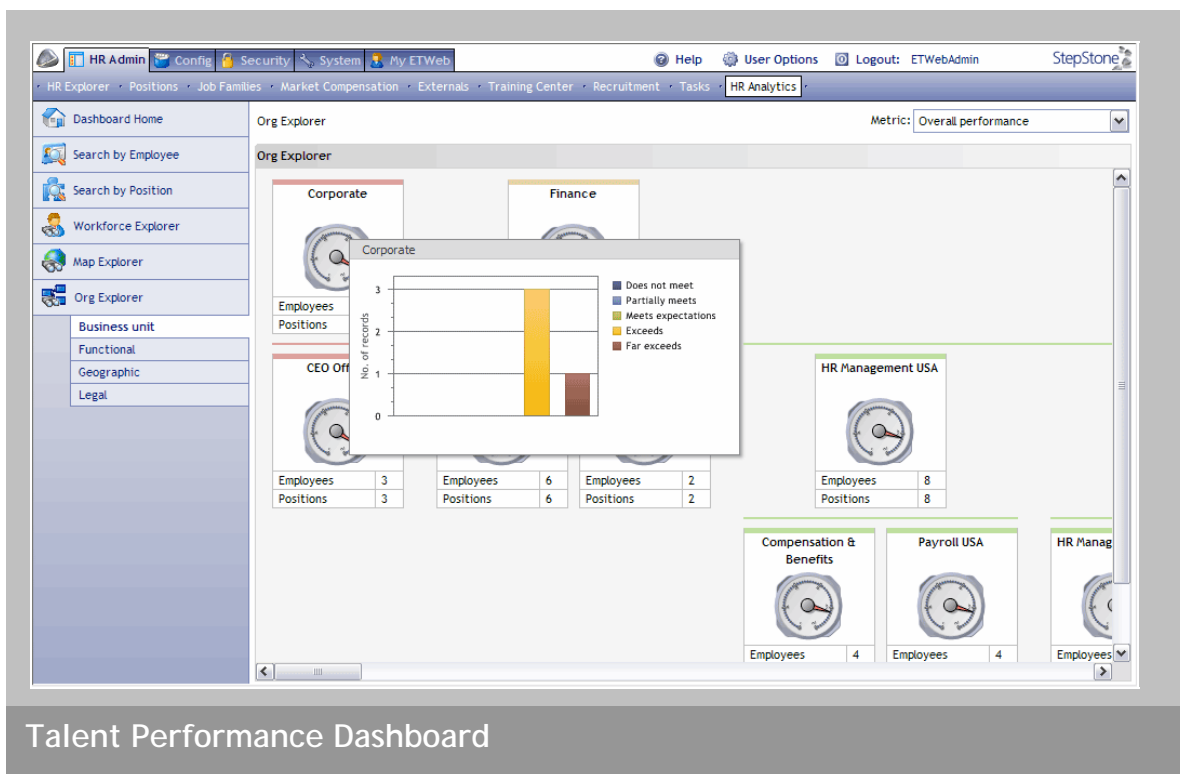 HR Admin Config Security System My ETWeb Help User Options Logout: ETWebAdmin StepStone
HR Explorer Positions Job Families Market Compensation Externals Training Center Recruitment Tasks HR Analytics
Dashboard Home
Search by Employee
Search by Position
Workforce Explorer
Map Explorer
Org Explorer
Business unit
Functional
Geographic
Legal
Org Explorer Metric: Overall performance
Org Explorer
Corporate Finance
Employees
Positions
Corporate
No. of records
3
2
1
0
Does not meet
Partially meets
Meets expectations
Exceeds
Far exceeds
CEO Off HR Management USA
Employees 3 Employees 6 Employees 2 Employees 8
Positions 3 Positions 6 Positions 2 Positions 8
Compensation & Payroll USA HR Manag
Benefits
Employees 4 Employees 4 Employees
Talent Performance Dashboard